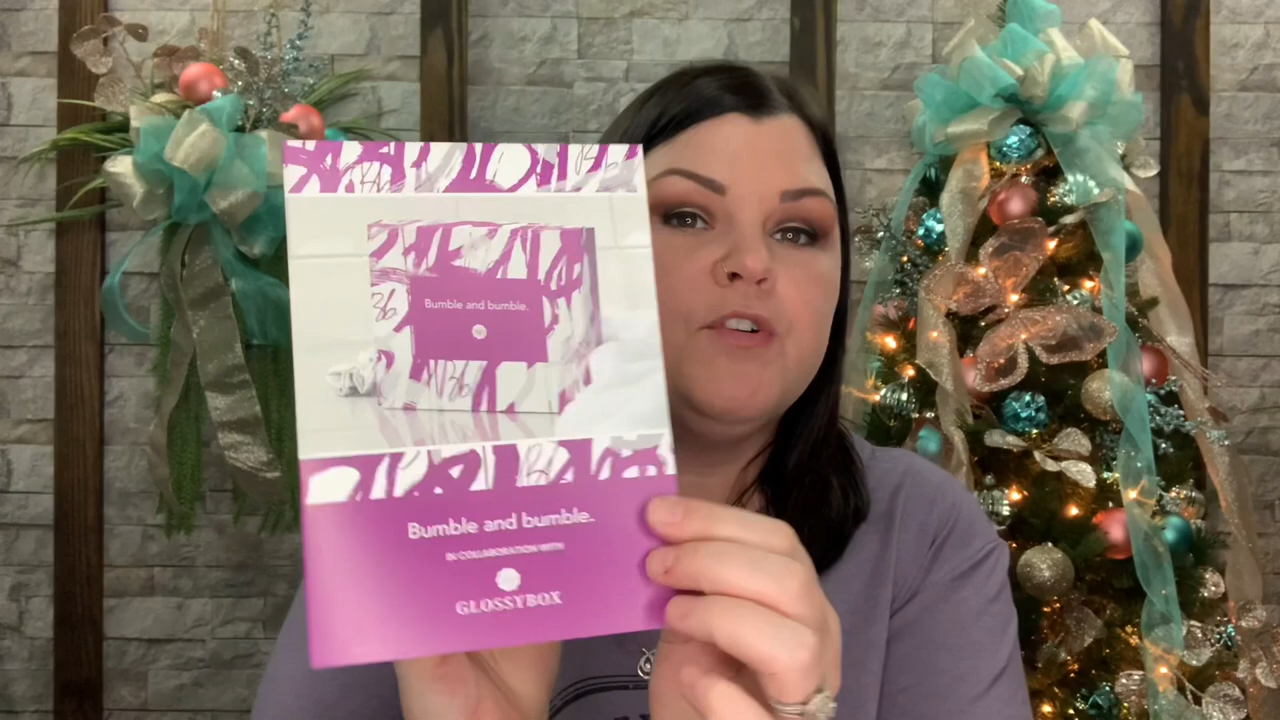 Bumble and bumble.
Bumble and bumble.
IN COLLABORATION WITH
GLOSSYBOX